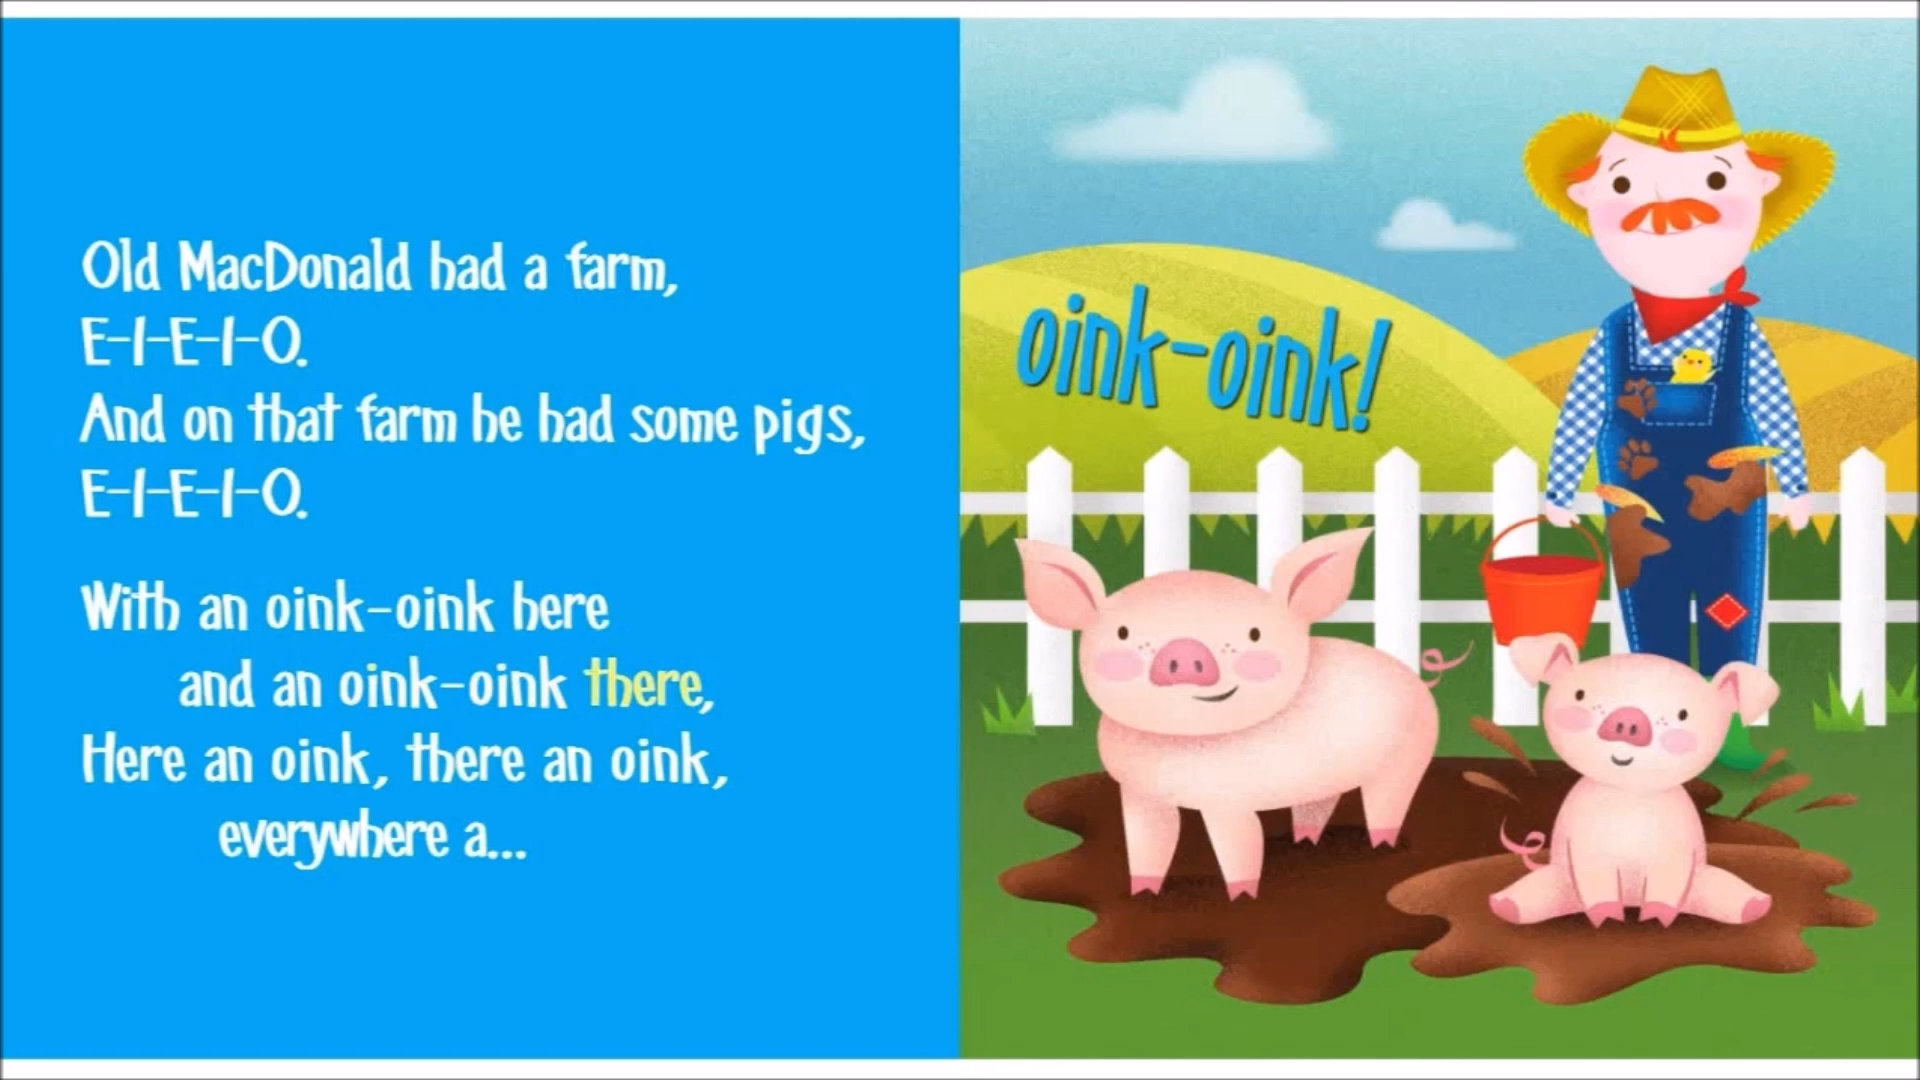 Old MacDonald had a farm,
E-I-E-I-O.
And on that farm he had some pigs,
E-I-E-I-O.
With an oink-oink here
and an oink-oink there,
Here an oink, there an oink,
everywhere a...
oink-oink!